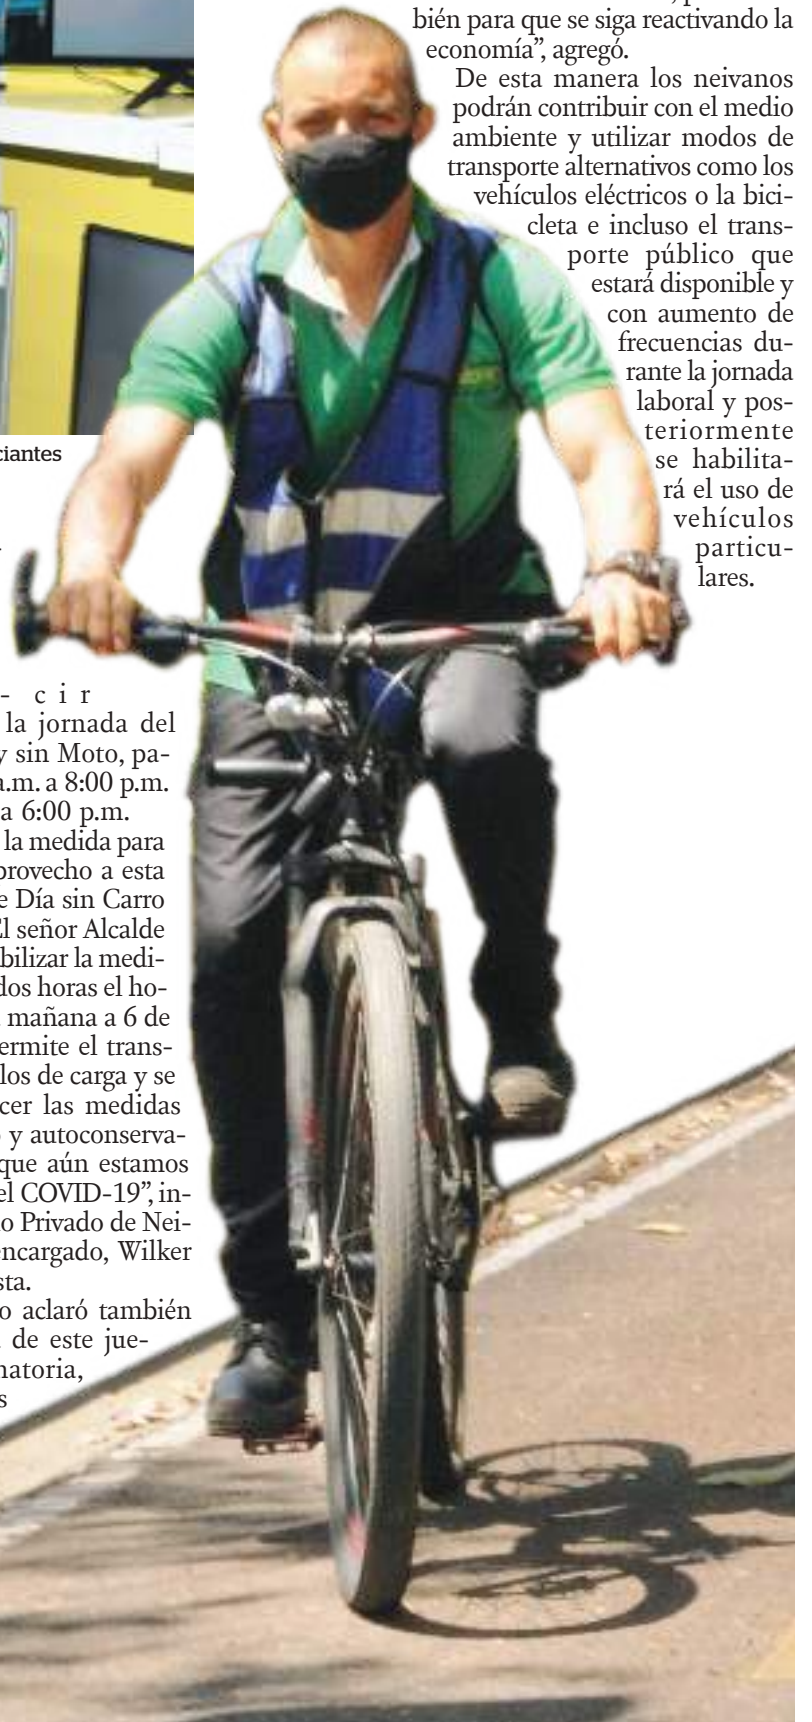 bién para que se siga reactivando la
economía”, agregó.
De esta manera los neivanos
podrán contribuir con el medio
ambiente y utilizar modos de
transporte alternativos como los
vehículos eléctricos o la bici-
cleta e incluso el trans-
porte público que
estará disponible y
con aumento de
frecuencias du-
rante la jornada
laboral y pos-
teriormente
se habilita-
rá el uso de
vehículos
particu-
lares.
ciantes
- cir
la jornada del
y sin Moto, pa-
a.m. a 8:00 p.m.
a 6:00 p.m.
la medida para
provecho a esta
e Día sin Carro
El señor Alcalde
bilizar la medi-
dos horas el ho-
mañana a 6 de
ermite el trans-
los de carga y se
cer las medidas
y autoconserva-
que aún estamos
el COVID-19”, in-
o Privado de Nei-
encargado, Wilker
sta.
o aclaró también
de este jue-
natoria,
s